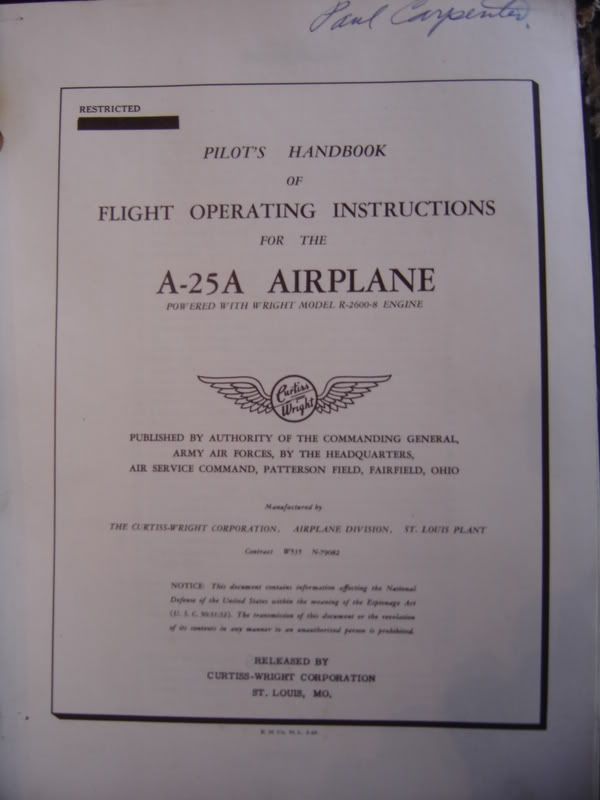 Paul Carpenter.
RESTRICTED
PILOT'S HANDBOOK
OF
FLIGHT OPERATING INSTRUCTIONS
FOR THE
A-25A AIRPLANE
POWERED WITH WRIGHT MODEL R-2600-8 ENGINE
Curtiss
Wright
PUBLISHED BY AUTHORITY OF THE COMMANDING GENERAL,
ARMY AIR FORCES, BY THE HEADQUARTERS,
AIR SERVICE COMMAND, PATTERSON FIELD, FAIRFIELD, OHIO
Manufactured by
THE CURTISS-WRIGHT CORPORATION, AIRPLANE DIVISION, ST. LOUIS PLANT
Contract W535 N-79082
NOTICE: This document contains information affecting the National
Defense of the United States within the meaning of the Espionage Act
(U. S. C. 50:31:32). The transmission of this document or the revelation
of its contents in any manner to an unauthorized person is prohibited.
RELEASED BY
CURTISS-WRIGHT CORPORATION
ST. LOUIS, MO.